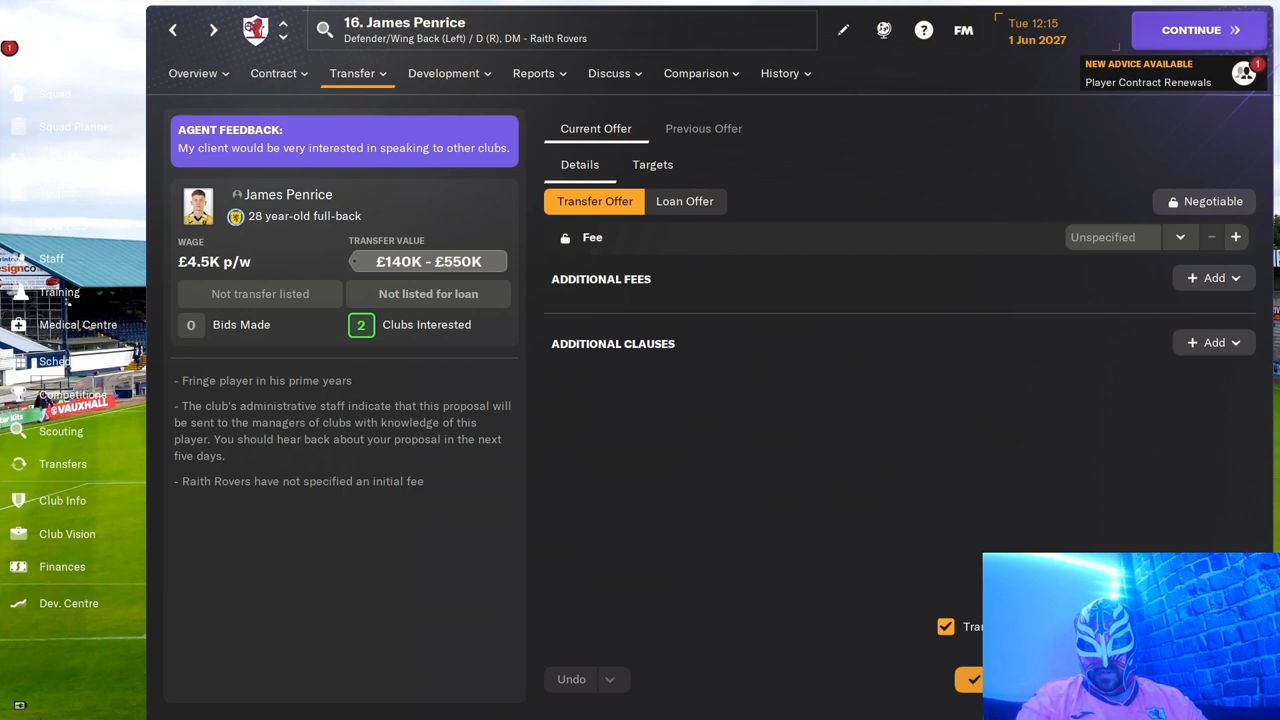 16. James Penrice
Defender/Wing Back (Left) / D (R), DM - Raith Rovers
FM
Tue 12:15
1 Jun 2027
CONTINUE
Overview
Contract
Transfer
Development
Reports
Discuss
Comparison
History
NEW ADVICE AVAILABLE
Player Contract Renewals
1
1
Squad
Squad Planner
Staff
Training
Medical Centre
Sched
Competitions
Scouting
Transfers
Club Info
Club Vision
Finances
Dev. Centre
VAUXHALL
AGENT FEEDBACK:
My client would be very interested in speaking to other clubs.
James Penrice
28 year-old full-back
WAGE
TRANSFER VALUE
£4.5K p/w
£140K - £550K
Not transfer listed
Not listed for loan
0 Bids Made
2 Clubs Interested
- Fringe player in his prime years
- The club's administrative staff indicate that this proposal will
be sent to the managers of clubs with knowledge of this
player. You should hear back about your proposal in the next
five days.
- Raith Rovers have not specified an initial fee
Current Offer
Previous Offer
Details
Targets
Transfer Offer
Loan Offer
Negotiable
Fee
Unspecified
ADDITIONAL FEES
Add
ADDITIONAL CLAUSES
Add
Undo